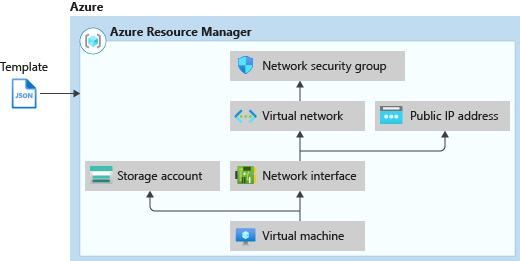 Azure
Azure Resource Manager
Template
JSON
Network security group
Virtual network
Public IP address
Storage account
Network interface
Virtual machine